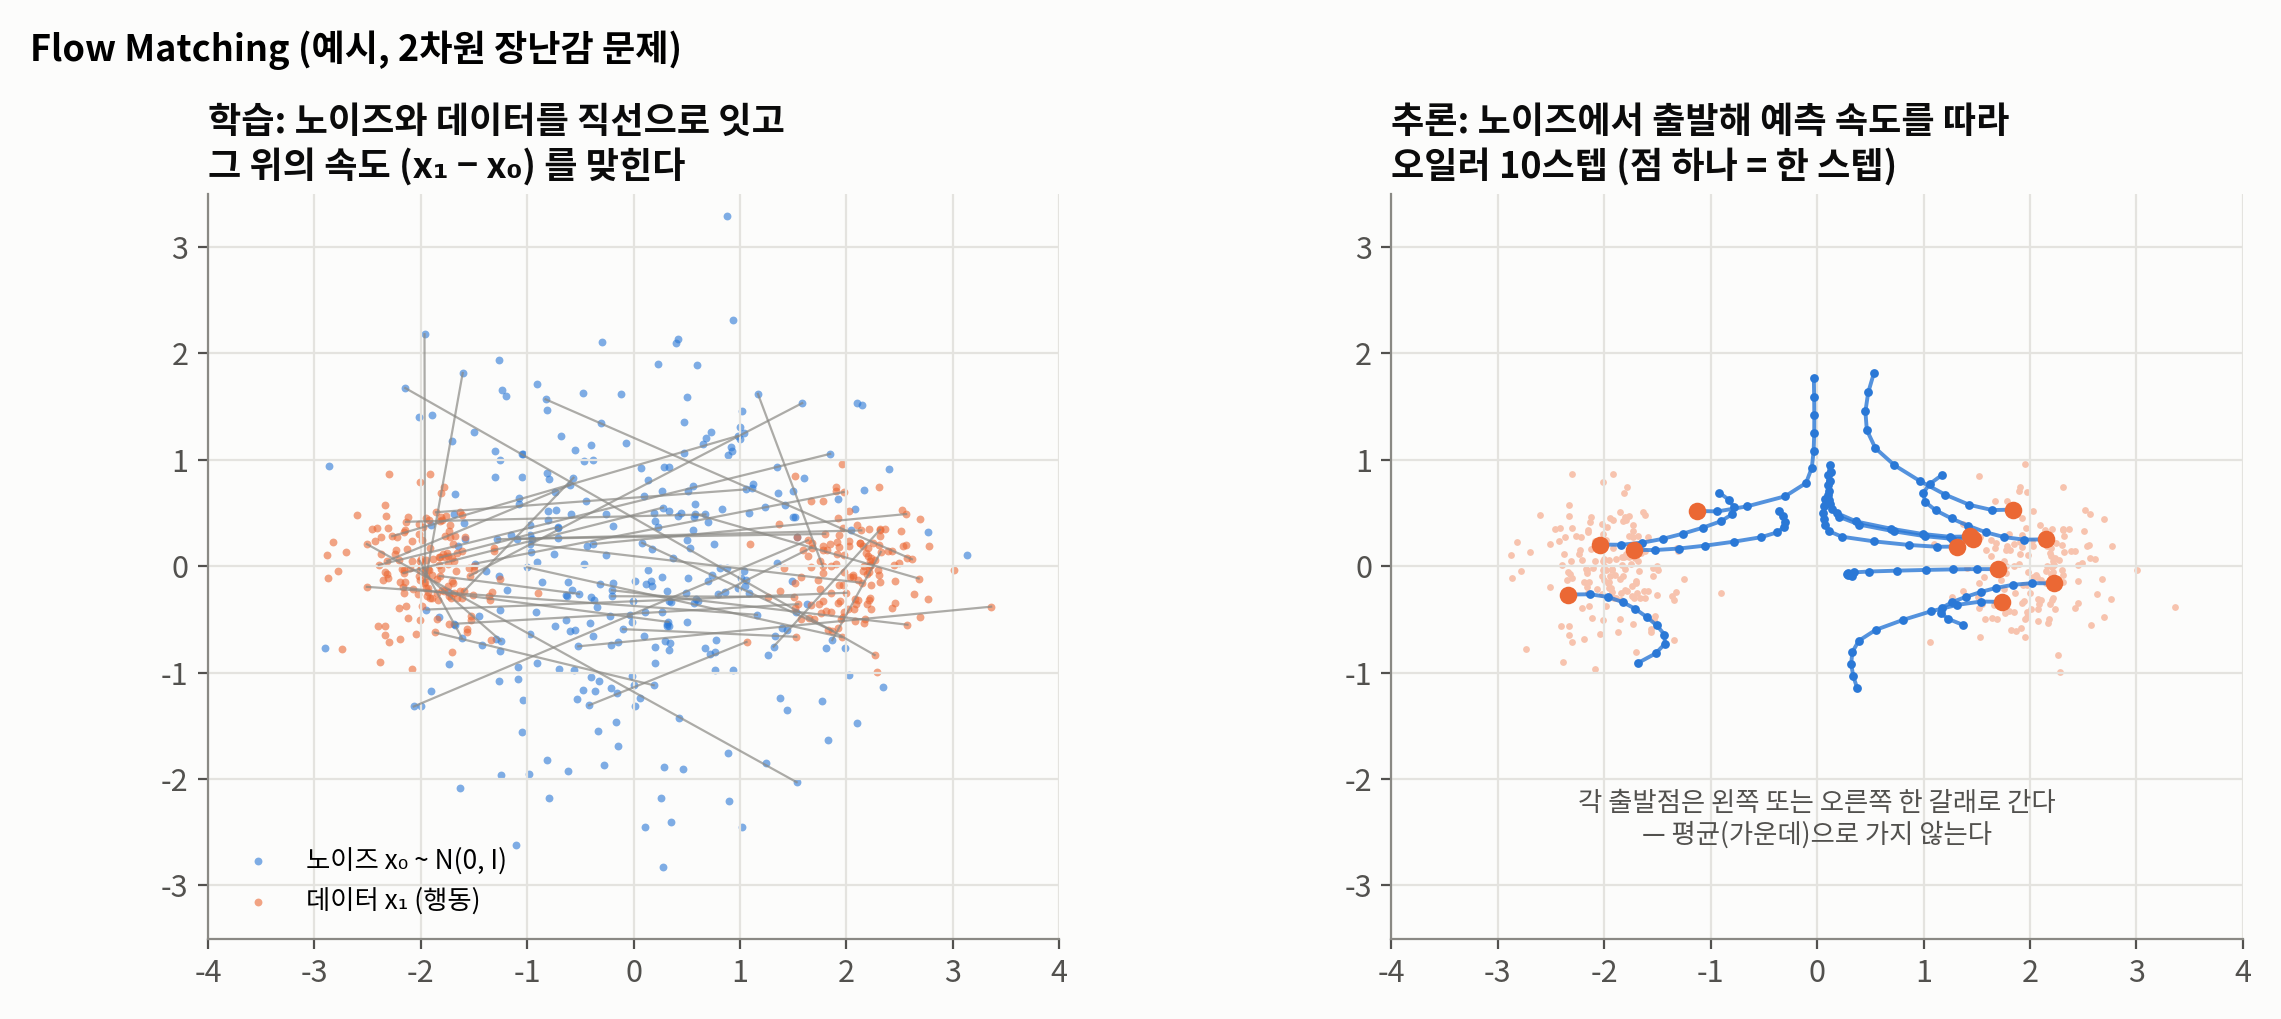 Flow Matching (예시, 2차원 장난감 문제)
학습: 노이즈와 데이터를 직선으로 잇고
그 위의 속도 (x₁ − x₀) 를 맞힌다
3
2
1
0
-1
-2
-3
노이즈 x₀ ~ N(0, I)
데이터 x₁ (행동)
-4 -3 -2 -1 0 1 2 3 4
추론: 노이즈에서 출발해 예측 속도를 따라
오일러 10스텝 (점 하나 = 한 스텝)
3
2
1
0
-1
-2
각 출발점은 왼쪽 또는 오른쪽 한 갈래로 간다
— 평균(가운데)으로 가지 않는다
-3
-4 -3 -2 -1 0 1 2 3 4